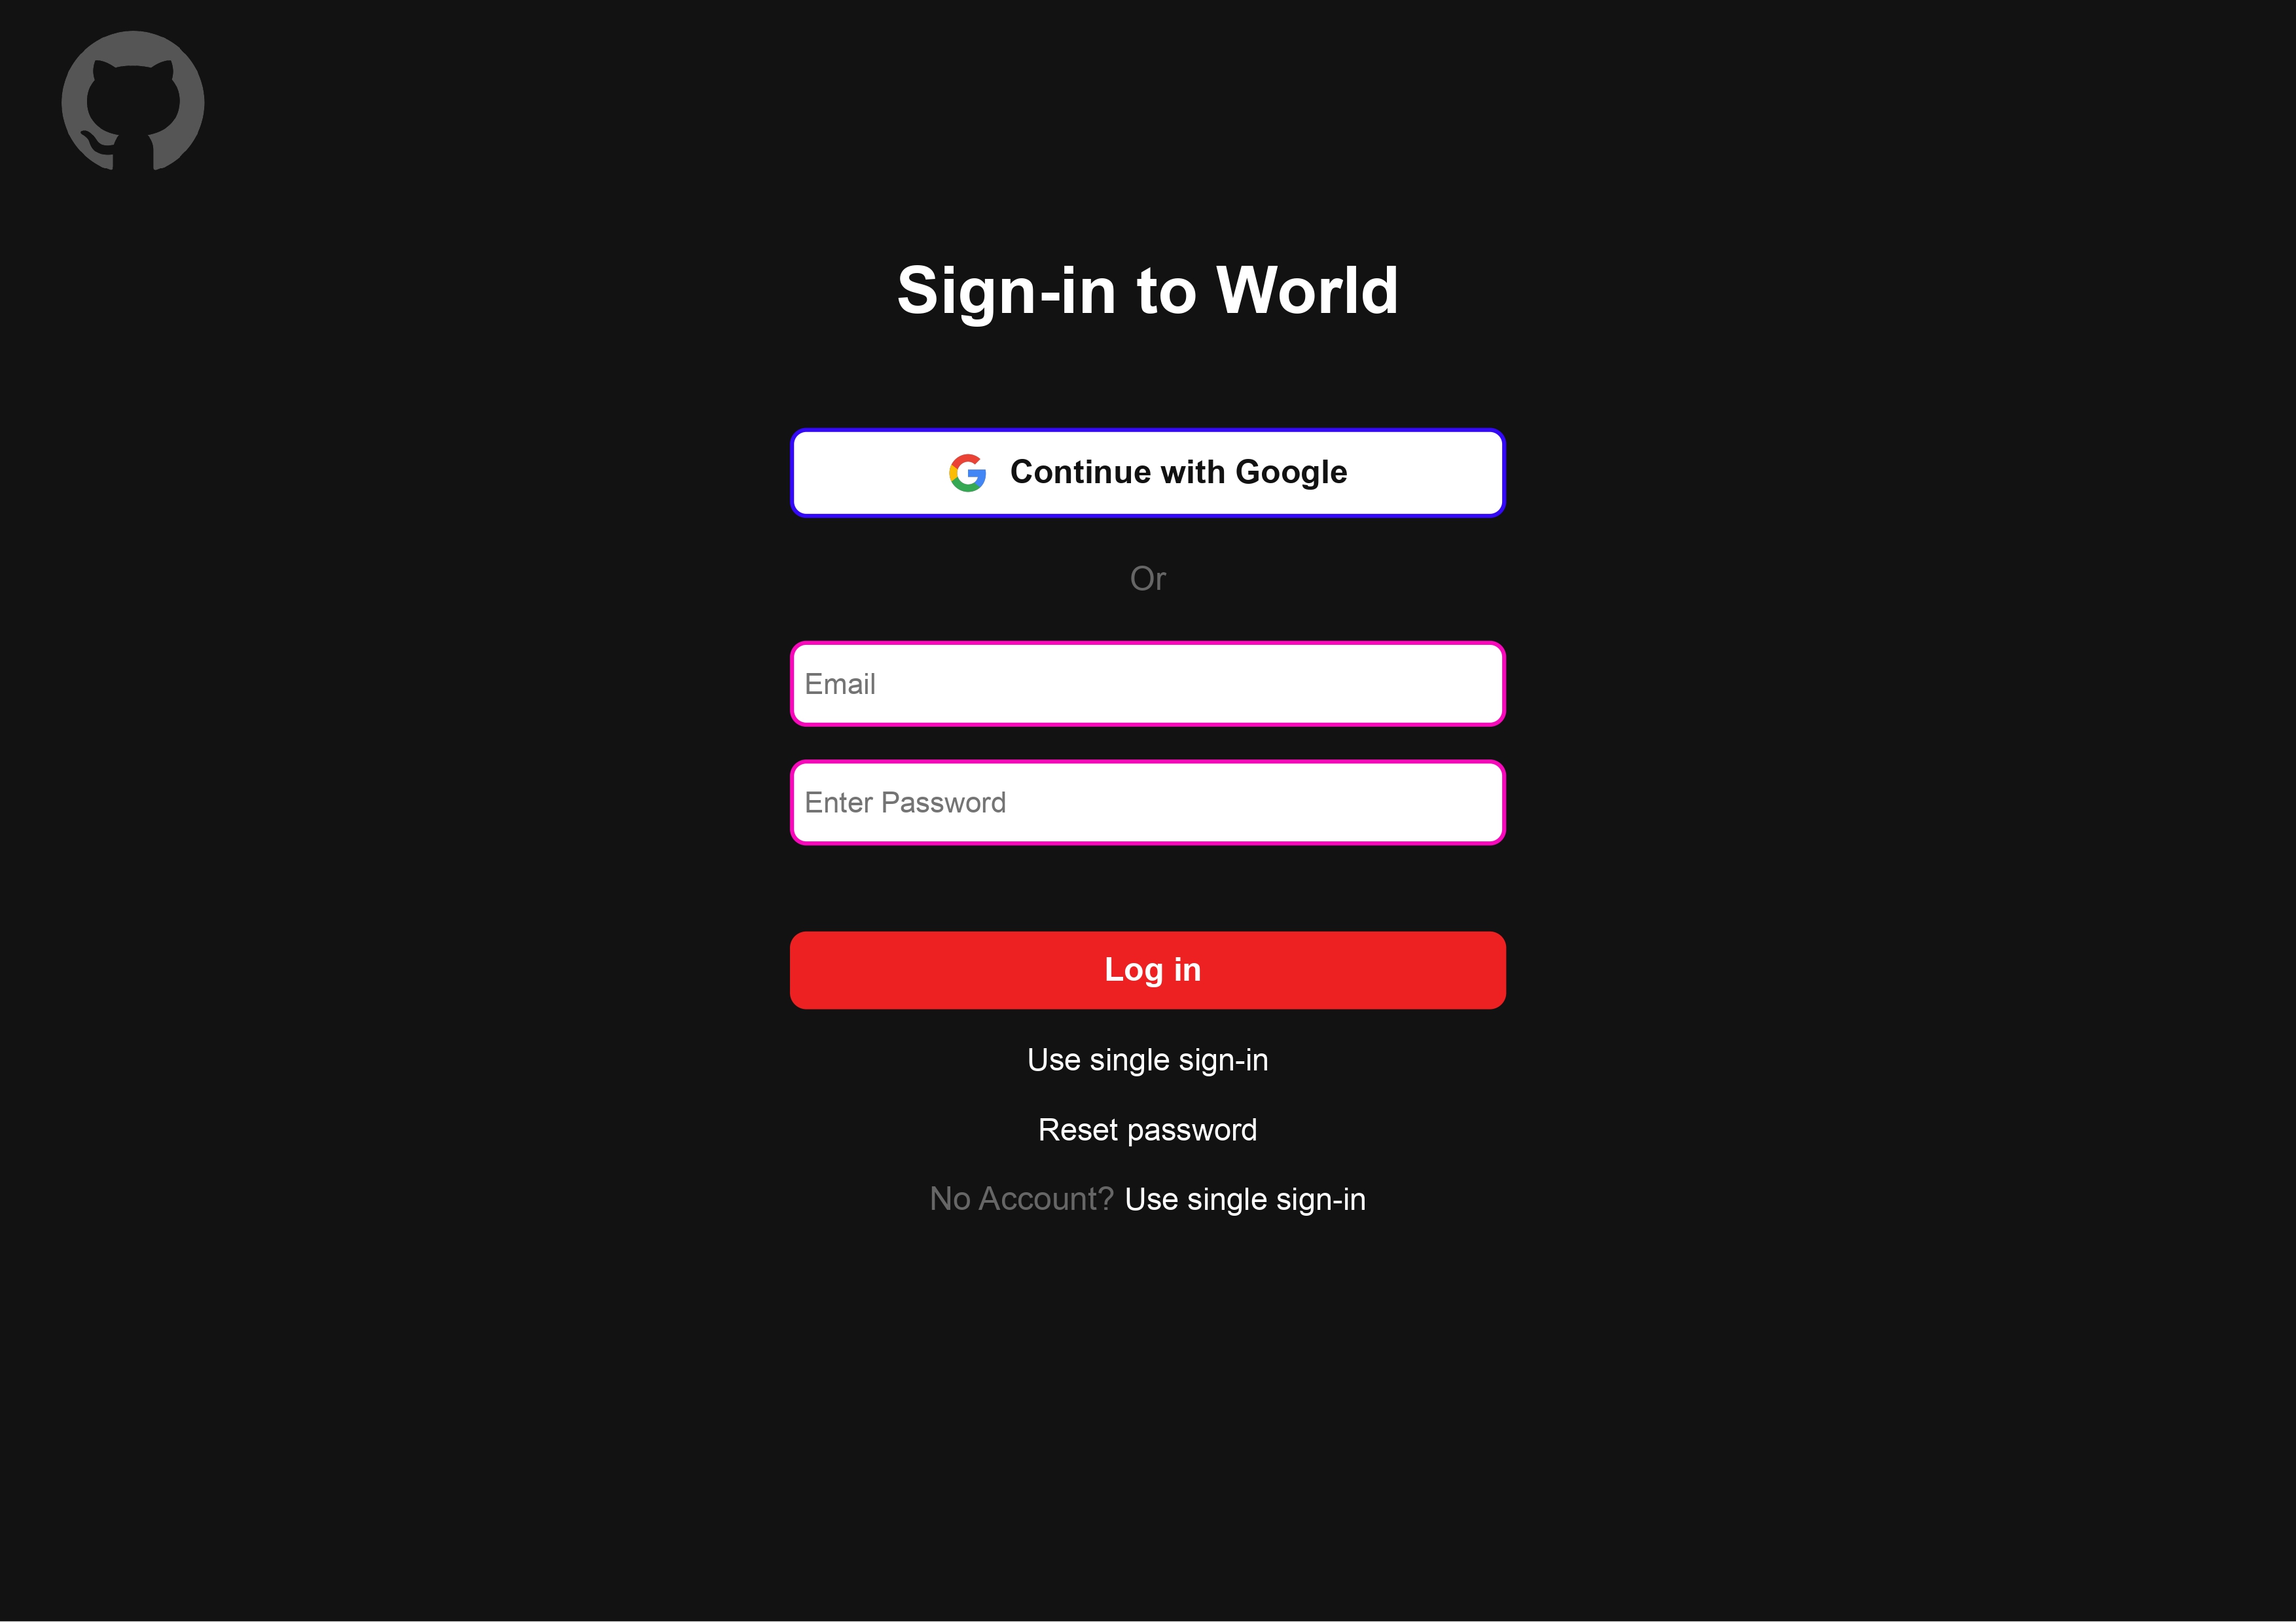 Sign-in to World
Continue with Google
Or
Email
Enter Password
Log in
Use single sign-in
Reset password
No Account? Use single sign-in